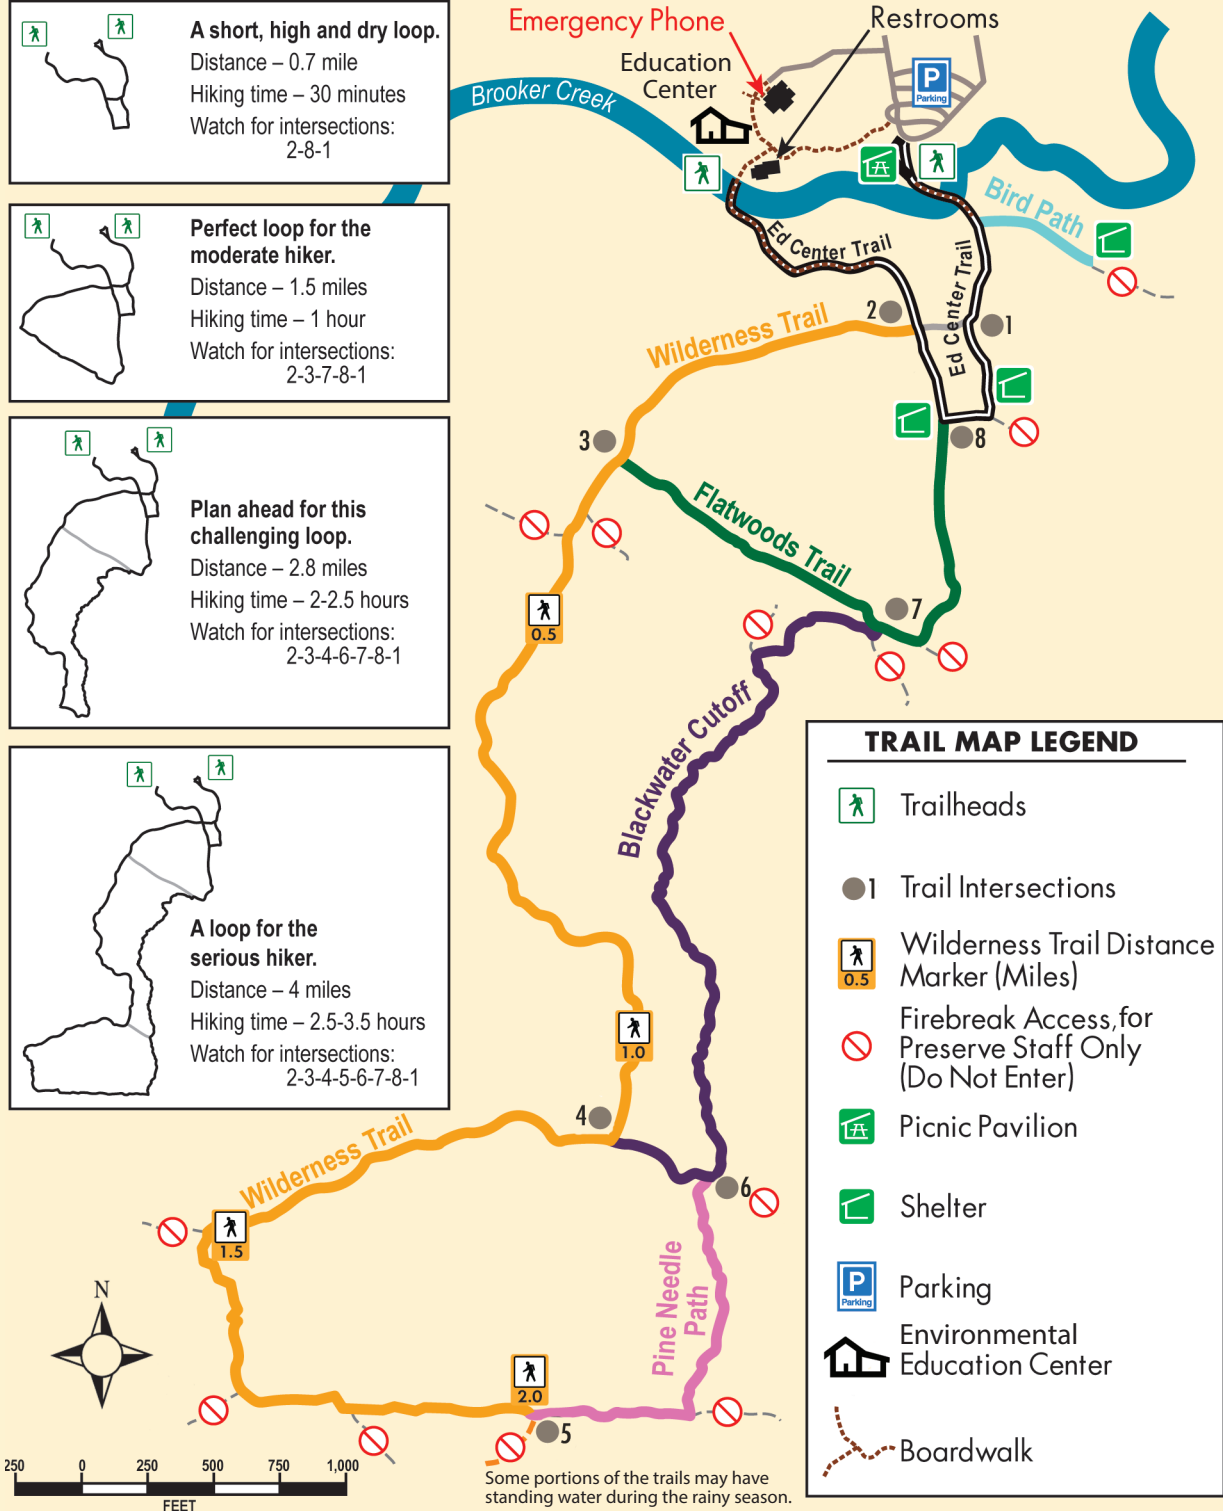 A short, high and dry loop.
Distance – 0.7 mile
Hiking time – 30 minutes
Watch for intersections:
2-8-1
Perfect loop for the
moderate hiker.
Distance – 1.5 miles
Hiking time – 1 hour
Watch for intersections:
2-3-7-8-1
Plan ahead for this
challenging loop.
Distance – 2.8 miles
Hiking time – 2-2.5 hours
Watch for intersections:
2-3-4-6-7-8-1
A loop for the
serious hiker.
Distance – 4 miles
Hiking time – 2.5-3.5 hours
Watch for intersections:
2-3-4-5-6-7-8-1
Emergency Phone
Restrooms
Education
Center
P
Parking
Brooker Creek
Bird Path
Ed Center Trail
Ed Center Trail
2
1
Wilderness Trail
3
8
Flatwoods Trail
0.5
7
Blackwater Cutoff
1.0
4
Wilderness Trail
6
1.5
Pine Needle
Path
2.0
5
N
250
0
250
500
750
1,000
FEET
Some portions of the trails may have
standing water during the rainy season.
TRAIL MAP LEGEND
Trailheads
1 Trail Intersections
0.5
Wilderness Trail Distance
Marker (Miles)
Firebreak Access, for
Preserve Staff Only
(Do Not Enter)
Picnic Pavilion
Shelter
P
Parking
Parking
Environmental
Education Center
Boardwalk